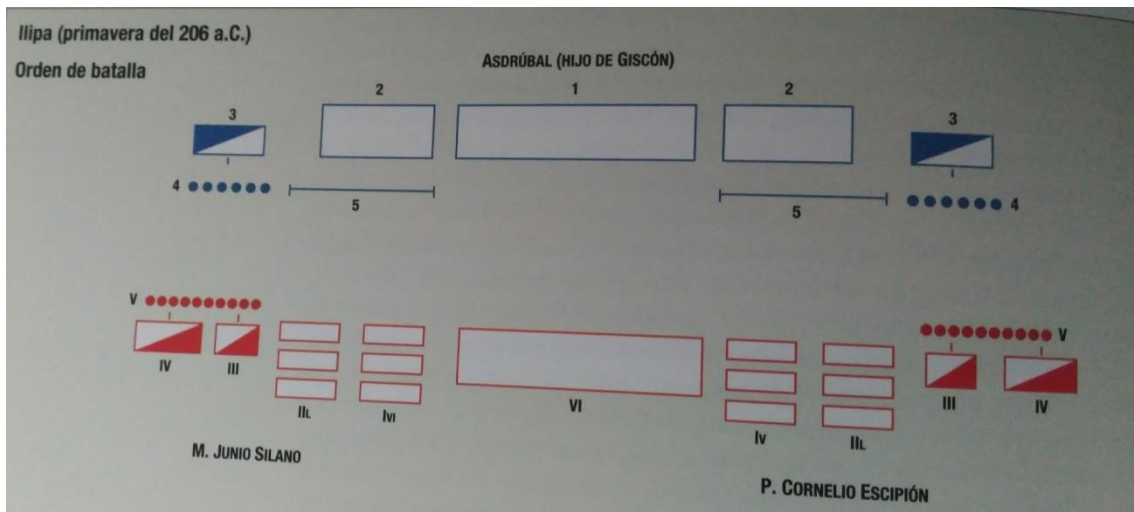 Ilipa (primavera del 206 a.C.)
Orden de batalla
ASDRÚBAL (HIJO DE GISCÓN)
3 2 1 2 3
4 5 5 4
V V
IV III IIL IVI VI IV IIL III IV
M. JUNIO SILANO
P. CORNELIO ESCIPIÓN